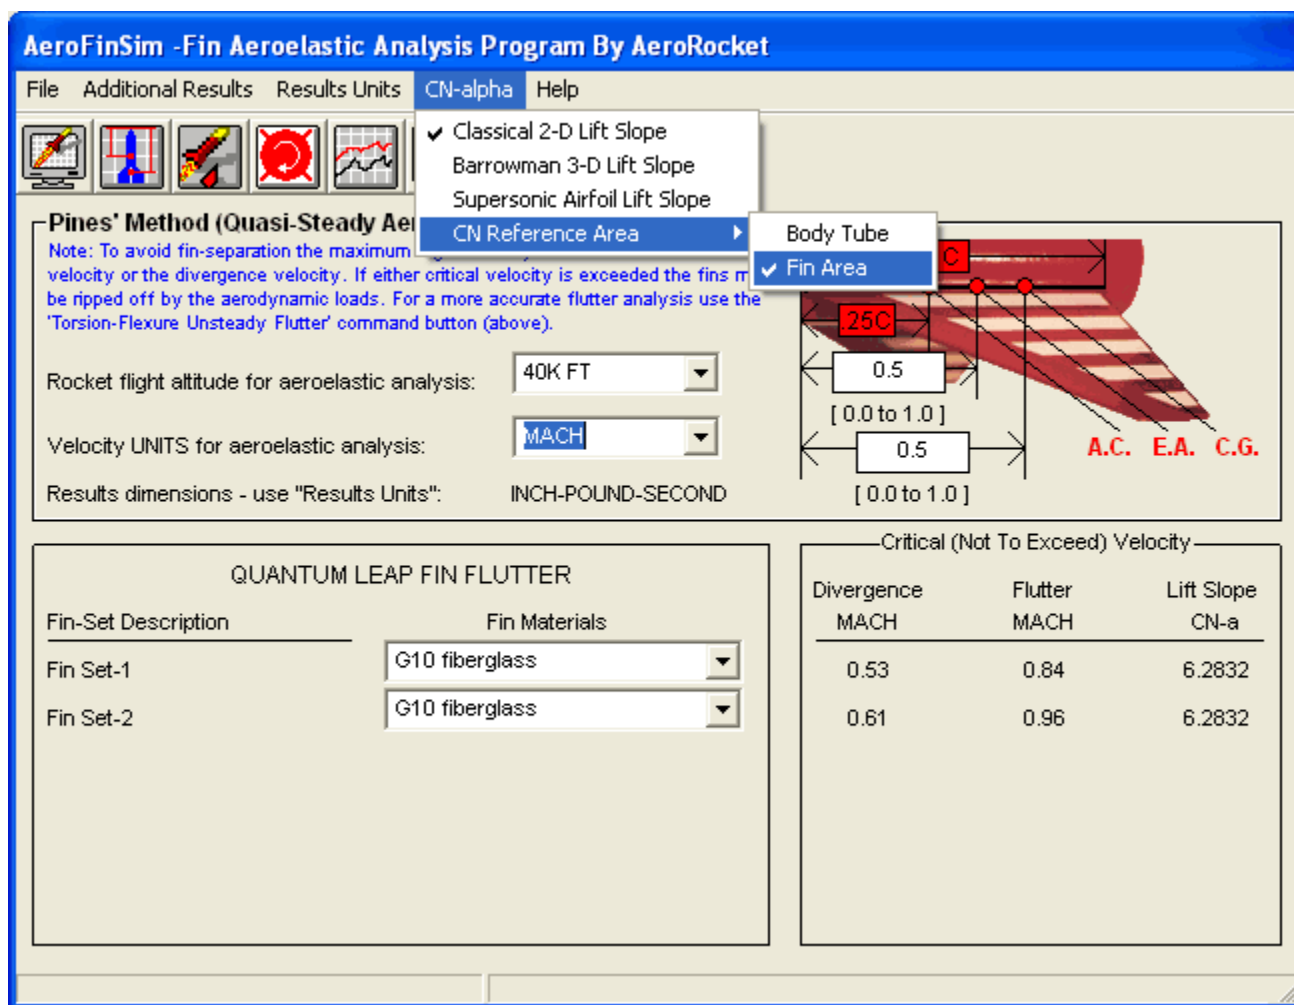 AeroFinSim -Fin Aeroelastic Analysis Program By AeroRocket
File Additional Results Results Units CN-alpha Help
Classical 2-D Lift Slope
Barrowman 3-D Lift Slope
Supersonic Airfoil Lift Slope
CN Reference Area
Body Tube
Fin Area
Pines' Method (Quasi-Steady
Note: To avoid fin-separation the maximum
velocity or the divergence velocity. If either critical velocity is exceeded the fins
be ripped off by the aerodynamic loads. For a more accurate flutter analysis use the
'Torsion-Flexure Unsteady Flutter' command button (above).
Rocket flight altitude for aeroelastic analysis: 40K FT
Velocity UNITS for aeroelastic analysis: MACH
Results dimensions - use "Results Units": INCH-POUND-SECOND
C
.25C
0.5
[ 0.0 to 1.0 ]
0.5
[ 0.0 to 1.0 ]
A.C. E.A. C.G.
QUANTUM LEAP FIN FLUTTER
Fin-Set Description Fin Materials
Fin Set-1 G10 fiberglass
Fin Set-2 G10 fiberglass
Critical (Not To Exceed) Velocity
Divergence Flutter Lift Slope
MACH MACH CN-a
0.53 0.84 6.2832
0.61 0.96 6.2832